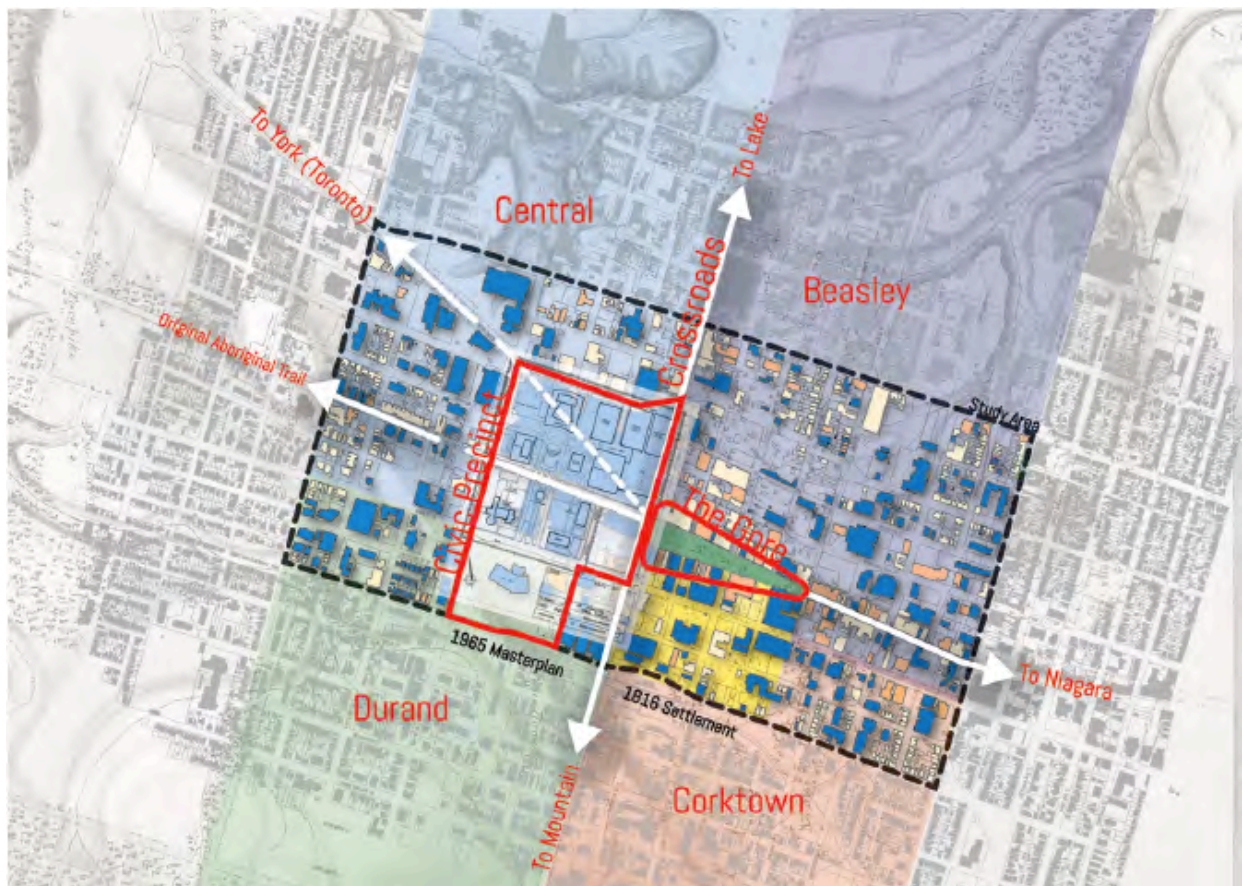 To Lake
To York (Toronto)
Central
Crossroads
Beasley
Original Aboriginal Trail
Study Area
Civic Precinct
The Gore
1965 Masterplan
To Niagara
1816 Settlement
Durand
Corktown
To Mountain